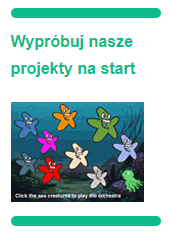 Wypróbuj nasze
projekty na start
Click the sea creatures to play the orchestra